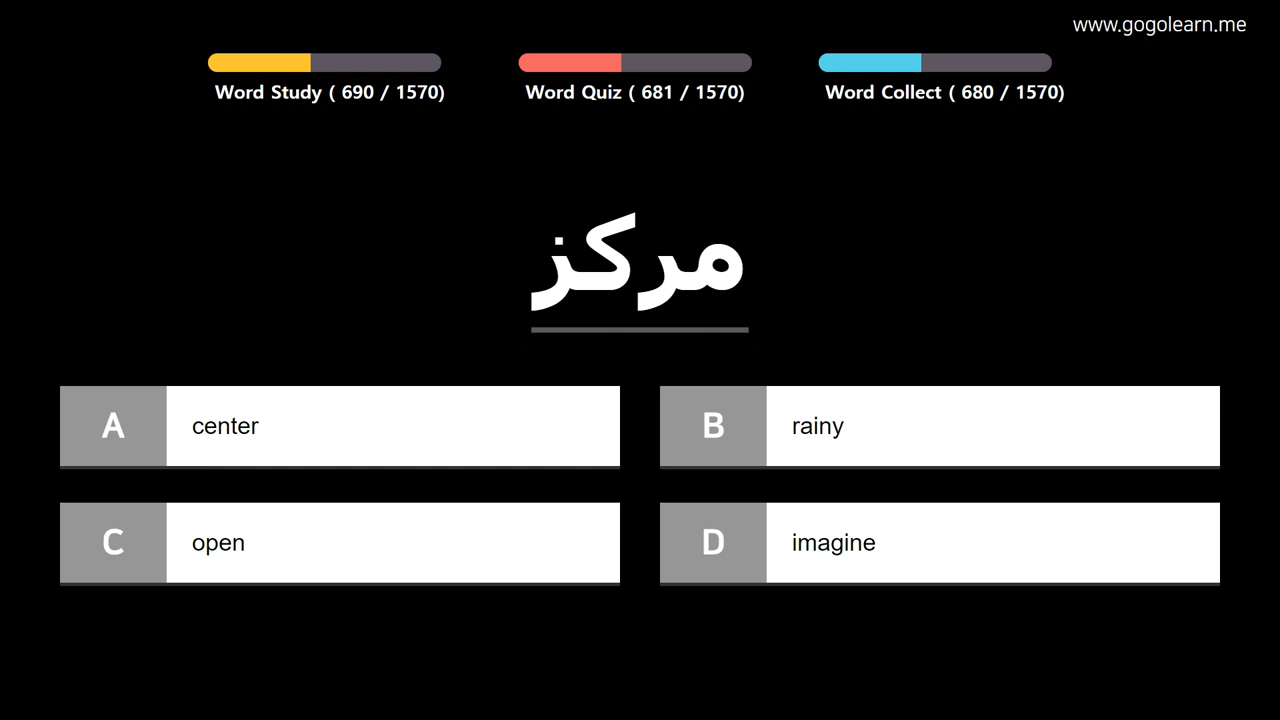 www.gogolearn.me
Word Study ( 690 / 1570)
Word Quiz ( 681 / 1570)
Word Collect ( 680 / 1570)
مركز
A center
B rainy
C open
D imagine